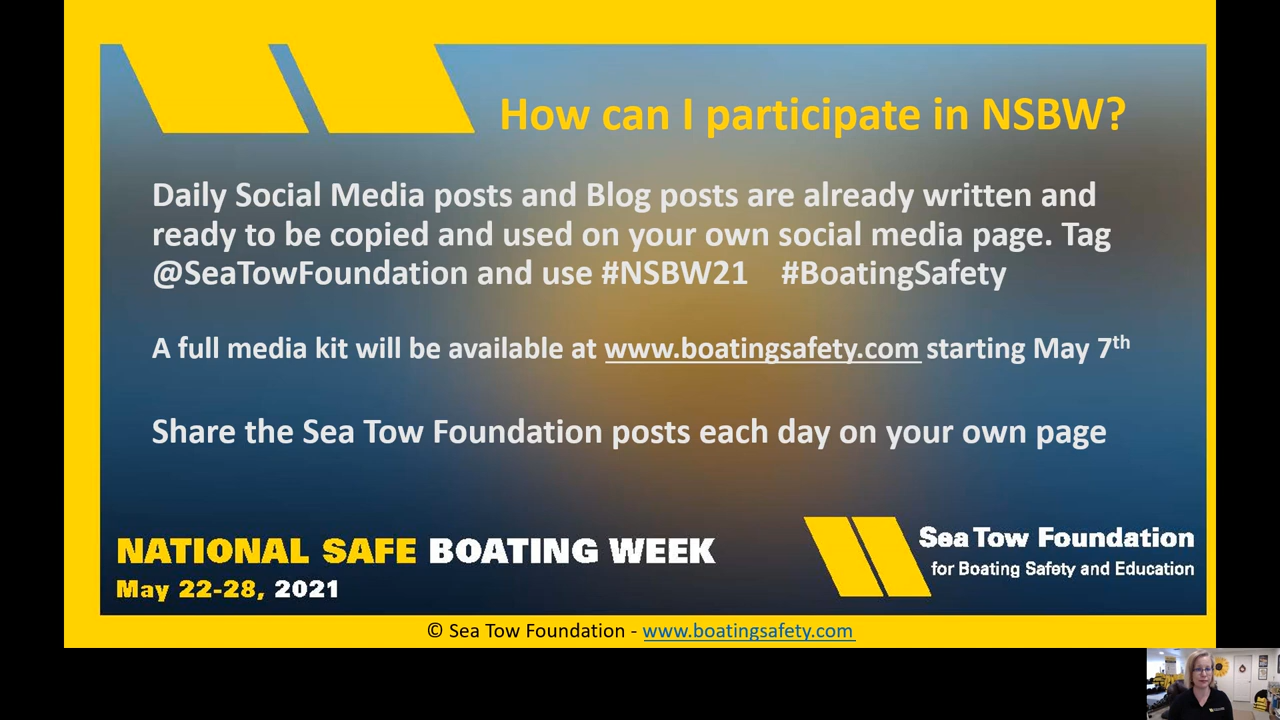 How can I participate in NSBW?
Daily Social Media posts and Blog posts are already written and
ready to be copied and used on your own social media page. Tag
@SeaTowFoundation and use #NSBW21 #BoatingSafety
A full media kit will be available at www.boatingsafety.com starting May 7th
Share the Sea Tow Foundation posts each day on your own page
NATIONAL SAFE BOATING WEEK
May 22-28, 2021
Sea Tow Foundation
for Boating Safety and Education
© Sea Tow Foundation - www.boatingsafety.com